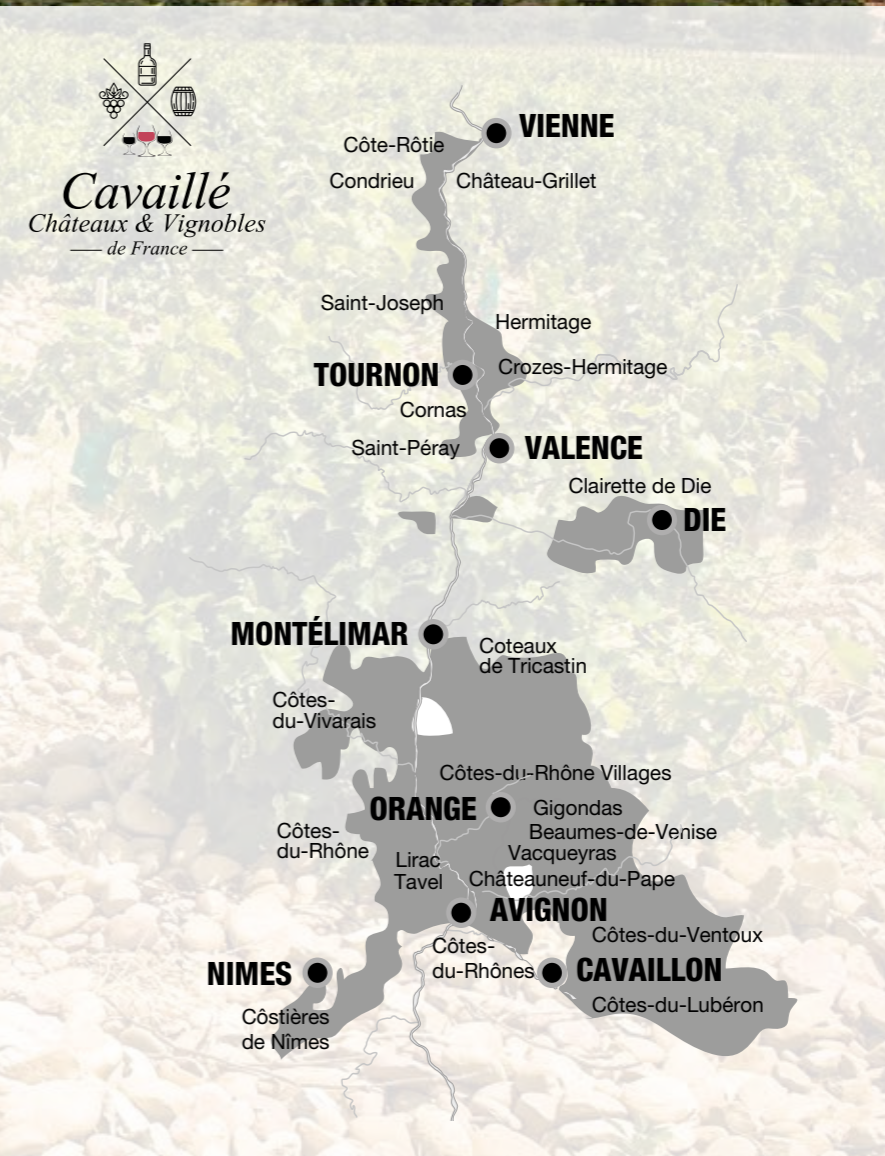 Cavaillé
Châteaux & Vignobles
de France
VIENNE
Côte-Rôtie
Condrieu
Château-Grillet
Saint-Joseph
Hermitage
Crozes-Hermitage
TOURNON
Cornas
Saint-Péray
VALENCE
Clairette de Die
DIE
MONTÉLIMAR
Coteaux
de Tricastin
Côtes-
du-Vivarais
Côtes-du-Rhône Villages
ORANGE
Gigondas
Beaumes-de-Venise
Vacqueyras
Côtes-
du-Rhône
Lirac
Tavel
Châteauneuf-du-Pape
AVIGNON
Côtes-du-Ventoux
Côtes-
du-Rhônes
CAVAILLON
NIMES
Côtes-du-Lubéron
Côstières
de Nîmes